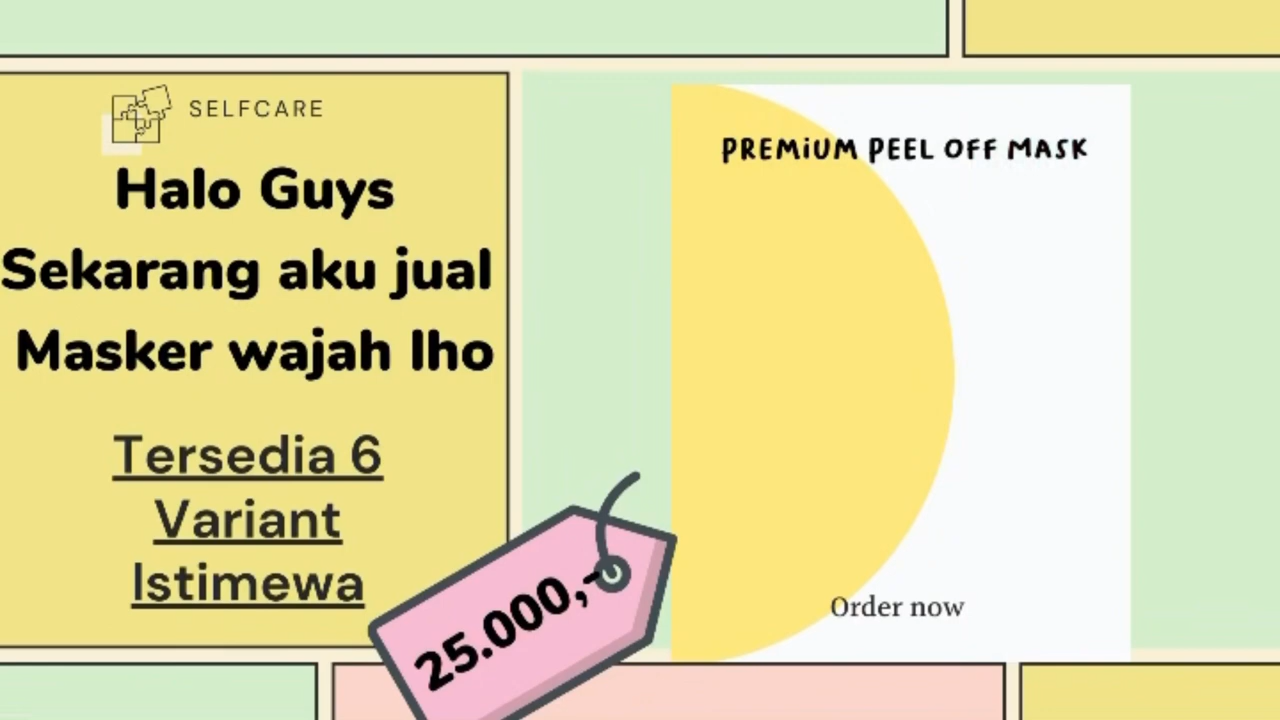 SELFCARE
Halo Guys
Sekarang aku jual
Masker wajah lho
Tersedia 6
Variant
Istimewa
25.000,-
PREMiUM PEEL OFF MASK
Order now